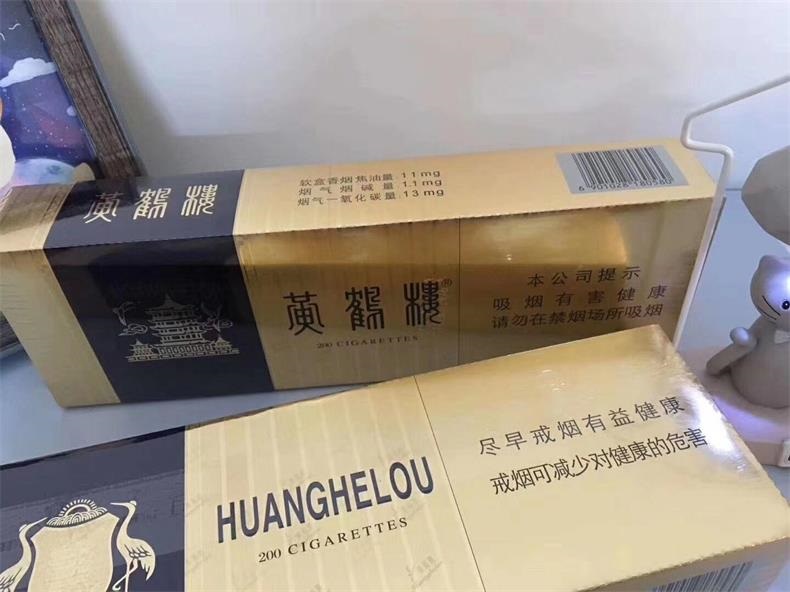 黄鹤楼
软盒香烟焦油量:11mg
烟气烟碱量:1.1mg
烟气一氧化碳量:13mg
6 901028 180580
黄鹤楼®
200 CIGARETTES
本公司提示
吸烟有害健康
请勿在禁烟场所吸烟
HUANGHELOU
200 CIGARETTES
尽早戒烟有益健康
戒烟可减少对健康的危害